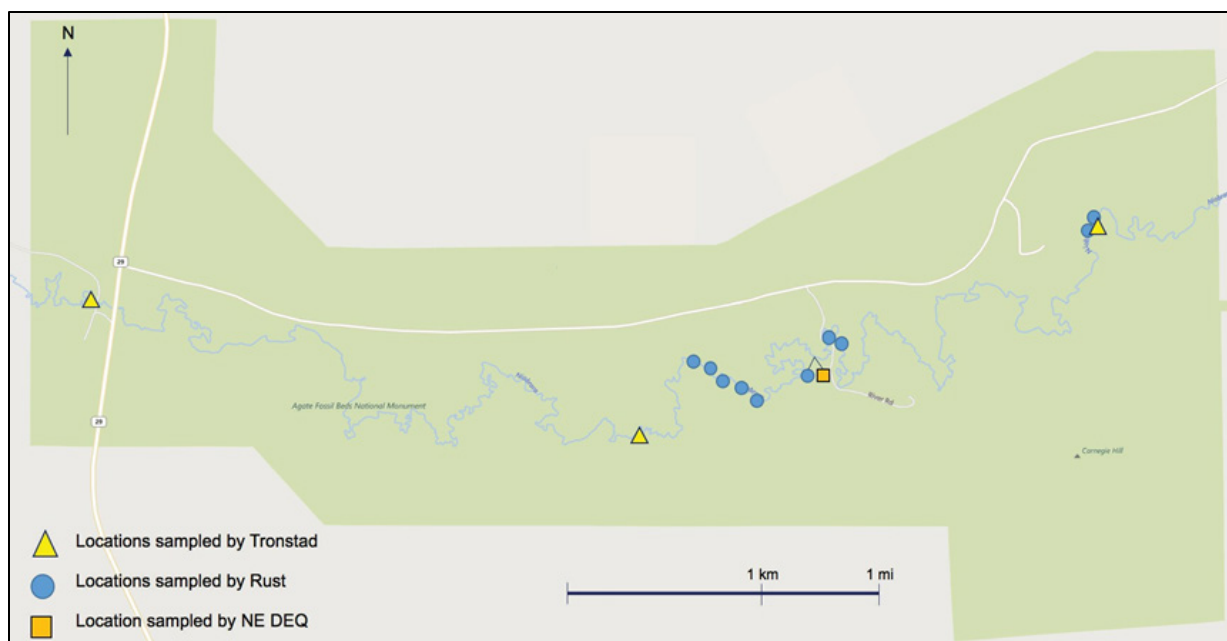 N
29
Niobrara
Agate Fossil Beds National Monument
River Rd
29
Carnegie Hill
Locations sampled by Tronstad
1 km
1 mi
Locations sampled by Rust
Location sampled by NE DEQ